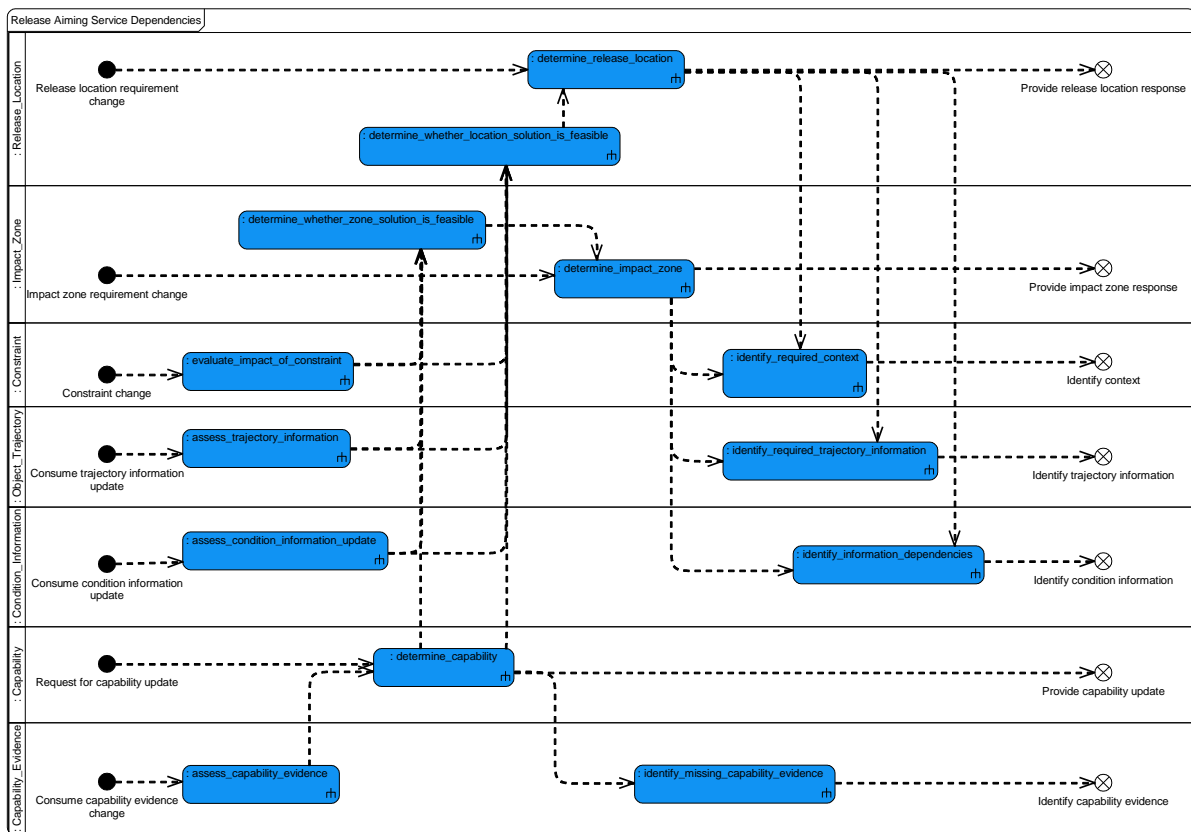 Release Aiming Service Dependencies
: Release_Location
Release location requirement
change
: determine_release_location
Provide release location response
: determine_whether_location_solution_is_feasible
: Impact_Zone
: determine_whether_zone_solution_is_feasible
Impact zone requirement change
: determine_impact_zone
Provide impact zone response
: Constraint
Constraint change
: evaluate_impact_of_constraint
: identify_required_context
Identify context
: Object_Trajectory
Consume trajectory information
update
: assess_trajectory_information
: identify_required_trajectory_information
Identify trajectory information
: Condition_Information
Consume condition information
update
: assess_condition_information_update
: identify_information_dependencies
Identify condition information
: Capability
Request for capability update
: determine_capability
Provide capability update
: Capability_Evidence
Consume capability evidence
change
: assess_capability_evidence
: identify_missing_capability_evidence
Identify capability evidence